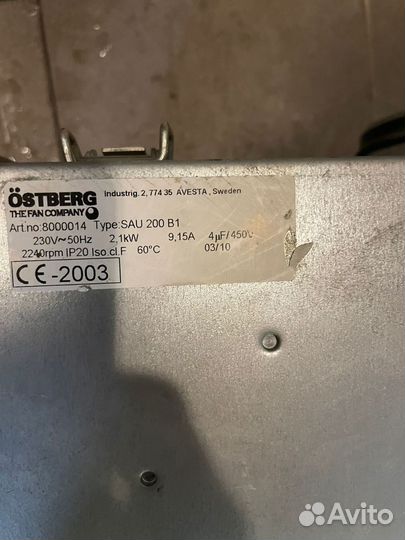 ÖSTBERG
THE FAN COMPANY
Industrig. 2, 774 35 AVESTA, Sweden
Art.no:8000014 Type:SAU 200 B1
230V~50Hz 2,1kW 9,15A 4µF/450V
2240rpm IP20 Iso.cl.F 60°C 03/10
CE-2003
Avito